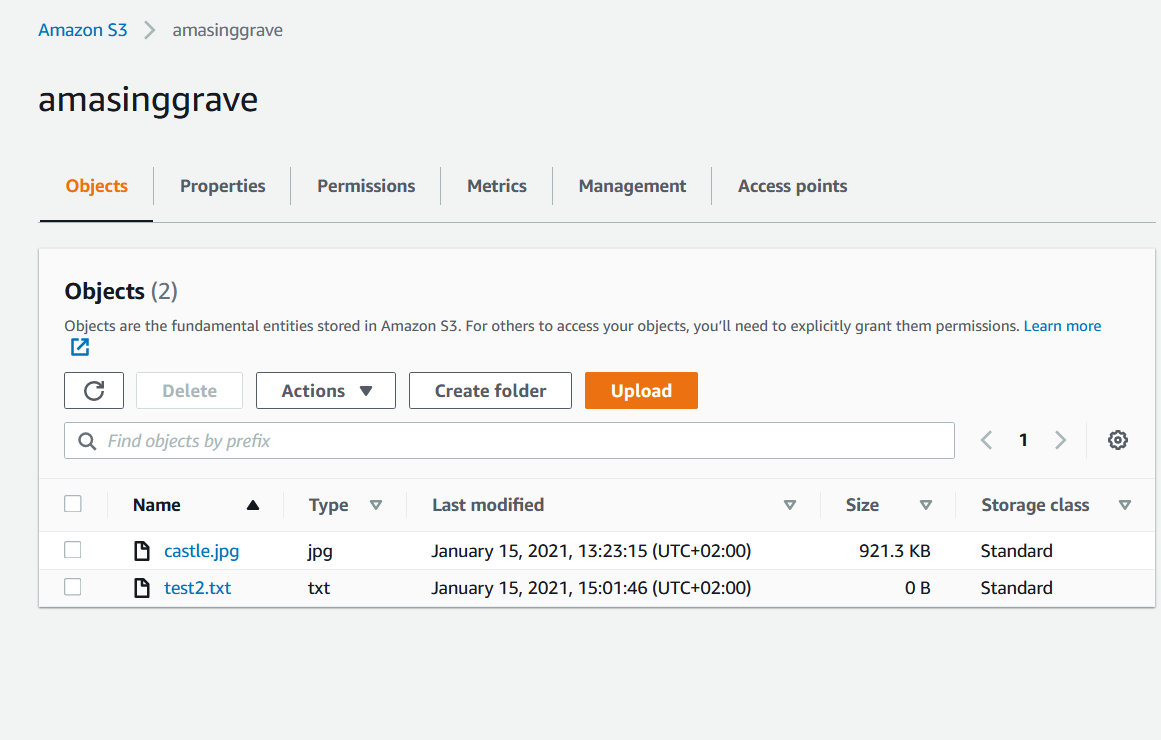 Amazon S3 > amasinggrave
amasinggrave
Objects Properties Permissions Metrics Management Access points
Objects (2)
Objects are the fundamental entities stored in Amazon S3. For others to access your objects, you’ll need to explicitly grant them permissions. Learn more
Delete Actions Create folder Upload
Find objects by prefix 1
Name Type Last modified Size Storage class
castle.jpg jpg January 15, 2021, 13:23:15 (UTC+02:00) 921.3 KB Standard
test2.txt txt January 15, 2021, 15:01:46 (UTC+02:00) 0 B Standard